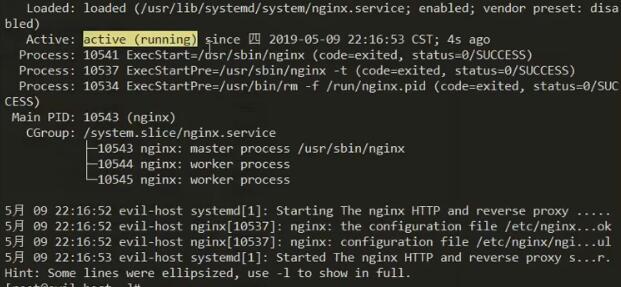 Loaded: loaded (/usr/lib/systemd/system/nginx.service; enabled; vendor preset: disa
bled)
Active: active (running) since 四 2019-05-09 22:16:53 CST; 4s ago
Process: 10541 ExecStart=/usr/sbin/nginx (code=exited, status=0/SUCCESS)
Process: 10537 ExecStartPre=/usr/sbin/nginx -t (code=exited, status=0/SUCCESS)
Process: 10534 ExecStartPre=/usr/bin/rm -f /run/nginx.pid (code=exited, status=0/SUC
CESS)
Main PID: 10543 (nginx)
CGroup: /system.slice/nginx.service
├─10543 nginx: master process /usr/sbin/nginx
├─10544 nginx: worker process
└─10545 nginx: worker process
5月 09 22:16:52 evil-host systemd[1]: Starting The nginx HTTP and reverse proxy .....
5月 09 22:16:52 evil-host nginx[10537]: nginx: the configuration file /etc/nginx...ok
5月 09 22:16:52 evil-host nginx[10537]: nginx: configuration file /etc/nginx/ngi...ul
5月 09 22:16:53 evil-host systemd[1]: Started The nginx HTTP and reverse proxy s...r.
Hint: Some lines were ellipsized, use -l to show in full.